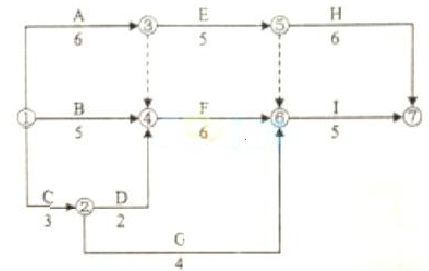 A ③ E ⑤ H
6 5 6
① B ④ F ⑥ I ⑦
5 6 5
C ② D
3 2
G
4